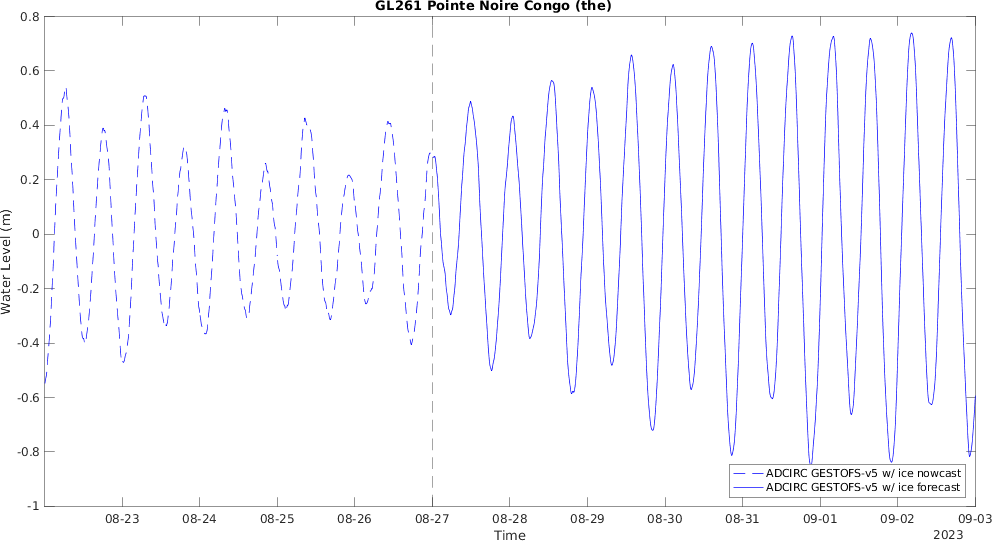 GL261 Pointe Noire Congo (the)
0.8
0.6
0.4
0.2
0
-0.2
-0.4
-0.6
-0.8
-1
Water Level (m)
08-23 08-24 08-25 08-26 08-27 08-28 08-29 08-30 08-31 09-01 09-02 09-03
Time
2023
ADCIRC GESTOFS-v5 w/ ice nowcast
ADCIRC GESTOFS-v5 w/ ice forecast